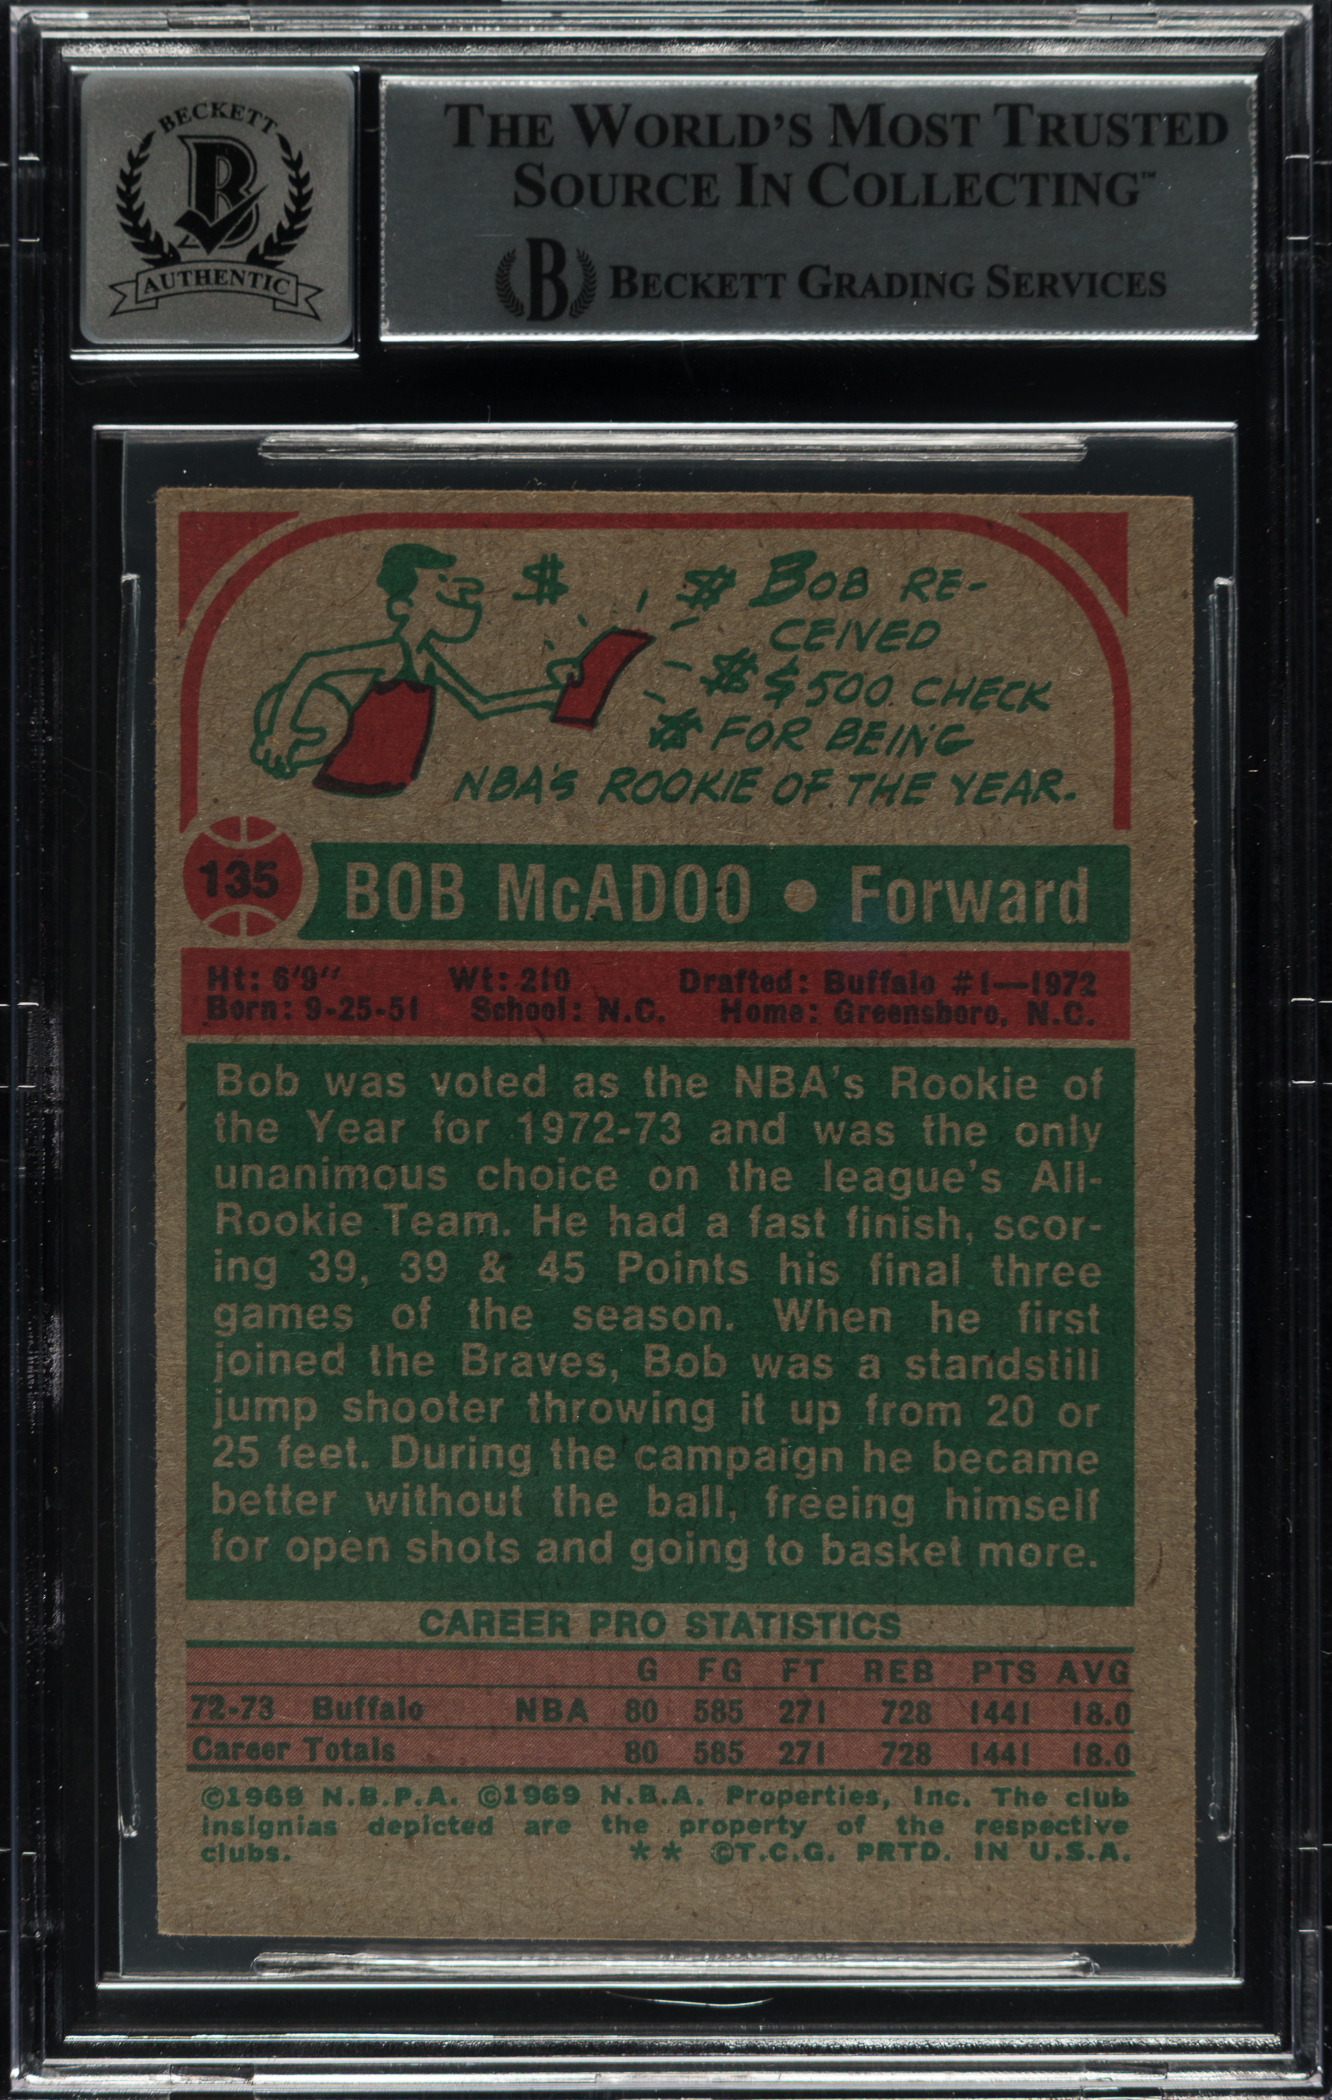 BECKETT
B
AUTHENTIC
THE WORLD'S MOST TRUSTED
SOURCE IN COLLECTING™
B BECKETT GRADING SERVICES
$ $ BOB RE-
CEIVED
$ $500. CHECK
$ FOR BEING
NBA'S ROOKIE OF THE YEAR.
135 BOB McADOO • Forward
Ht: 6'9" Wt: 210 Drafted: Buffalo #1—1972
Born: 9-25-51 School: N.C. Home: Greensboro, N.C.
Bob was voted as the NBA's Rookie of
the Year for 1972-73 and was the only
unanimous choice on the league's All-
Rookie Team. He had a fast finish, scor-
ing 39, 39 & 45 Points his final three
games of the season. When he first
joined the Braves, Bob was a standstill
jump shooter throwing it up from 20 or
25 feet. During the campaign he became
better without the ball, freeing himself
for open shots and going to basket more.
CAREER PRO STATISTICS
G FG FT REB PTS AVG
72-73 Buffalo NBA 80 585 271 728 1441 18.0
Career Totals 80 585 271 728 1441 18.0
©1969 N.B.P.A. ©1969 N.B.A. Properties, Inc. The club
insignias depicted are the property of the respective
clubs. ** ©T.C.G. PRTD. IN U.S.A.